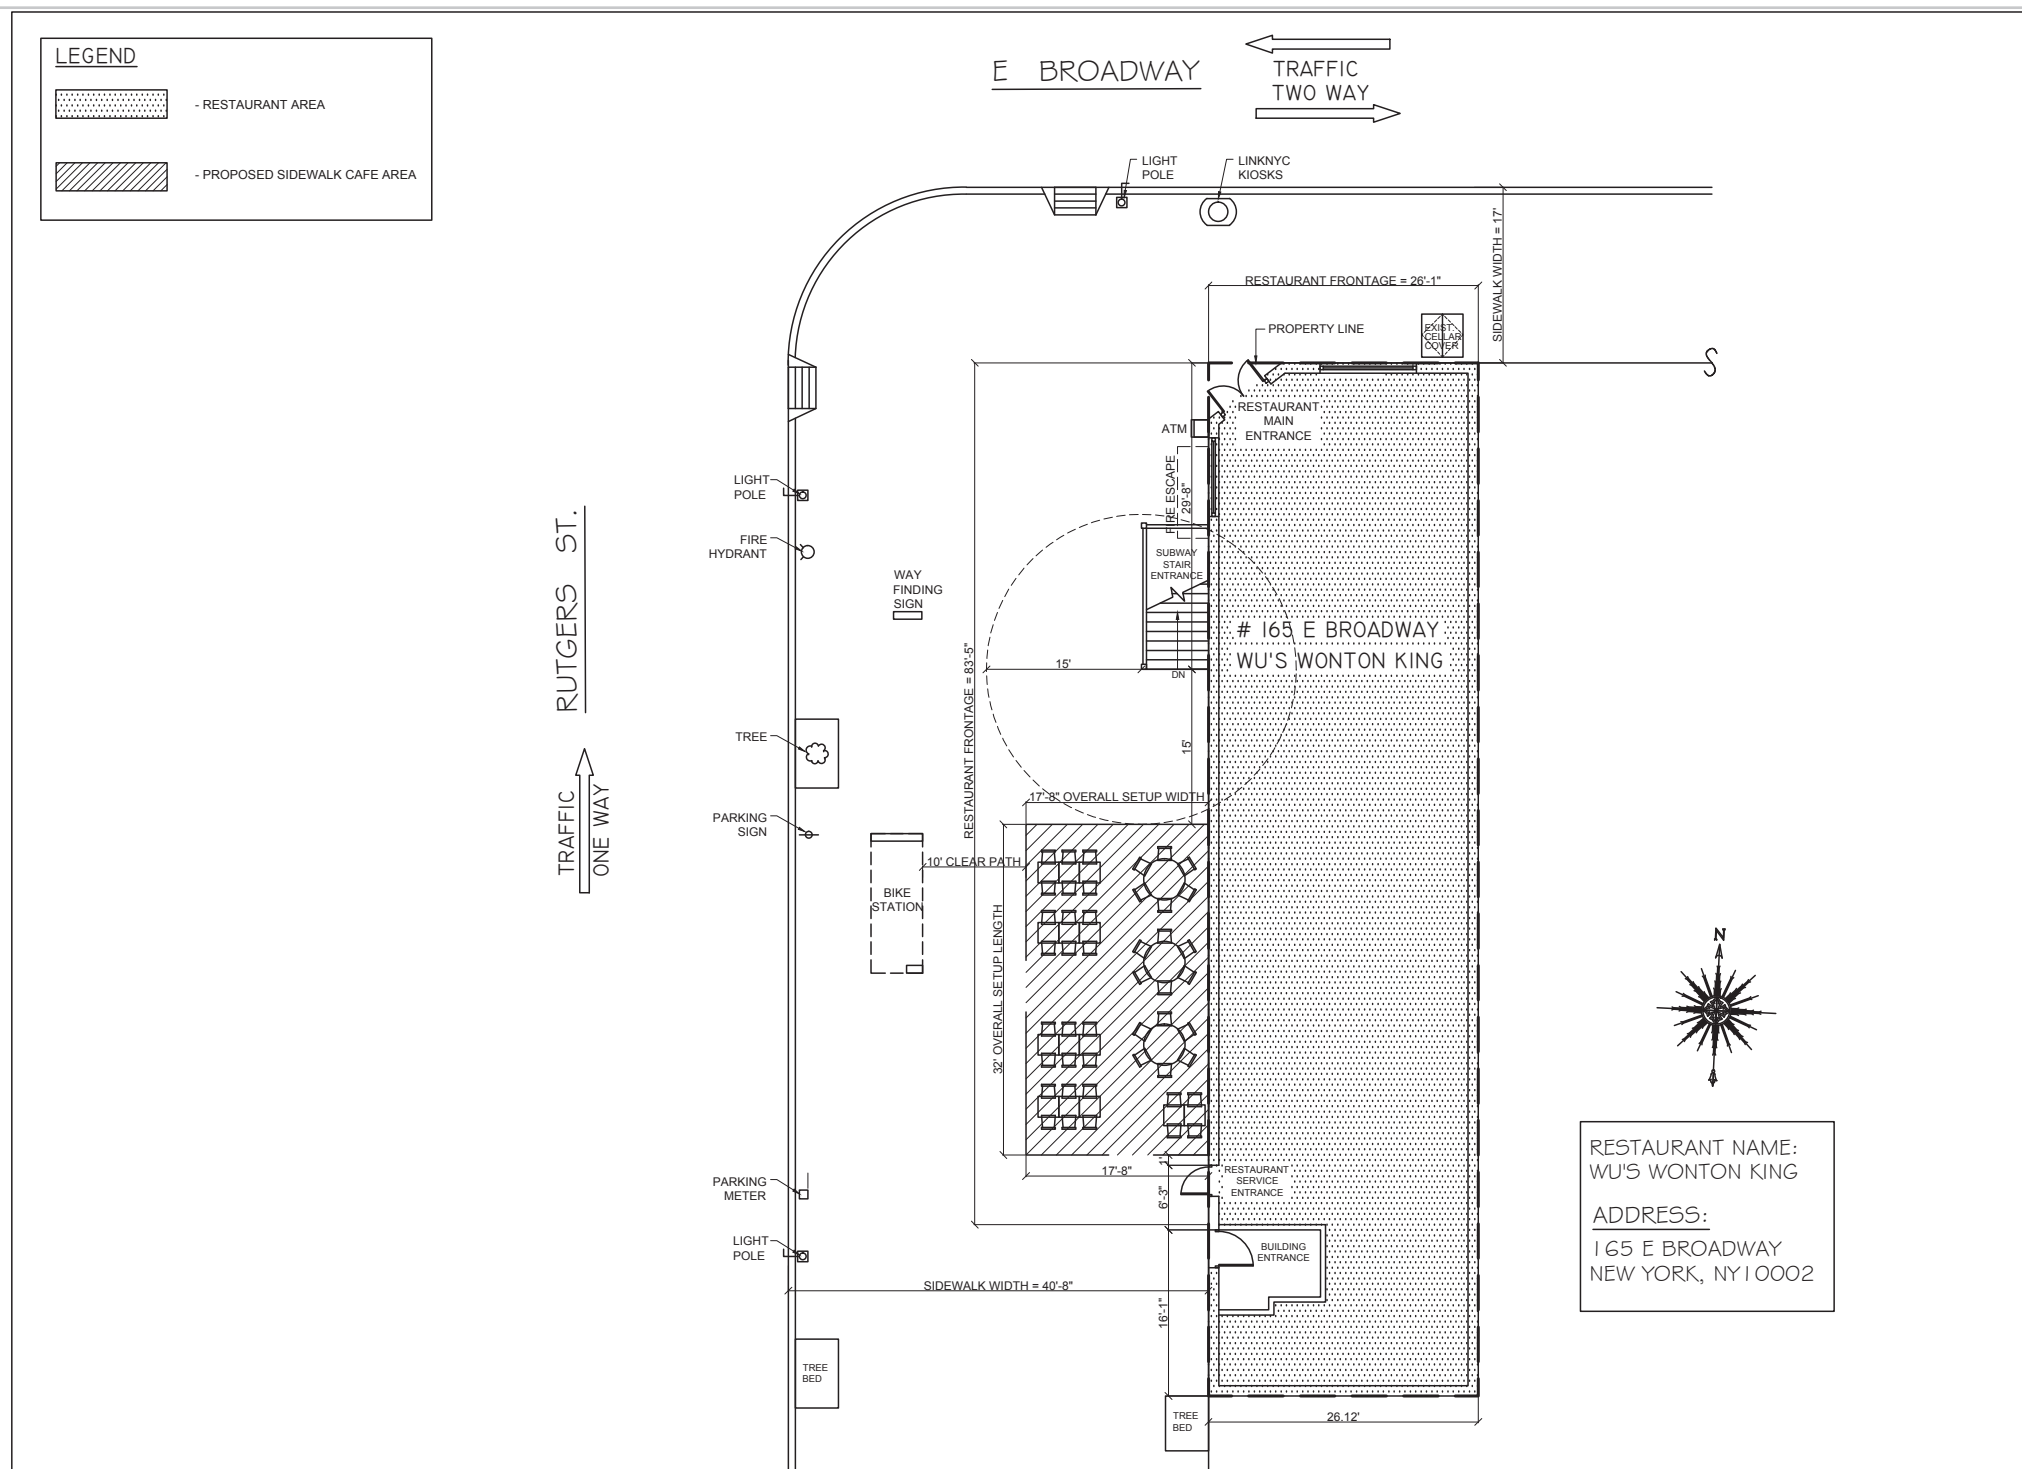 LEGEND
- RESTAURANT AREA
- PROPOSED SIDEWALK CAFE AREA
E BROADWAY
TRAFFIC
TWO WAY
LIGHT
POLE
LINKNYC
KIOSKS
SIDEWALK WIDTH = 17'
RESTAURANT FRONTAGE = 26'-1"
PROPERTY LINE
EXIST.
CELLAR
COVER
RESTAURANT
MAIN
ENTRANCE
ATM
FIRE ESCAPE
29'-8"
LIGHT
POLE
FIRE
HYDRANT
WAY
FINDING
SIGN
SUBWAY
STAIR
ENTRANCE
DN
RUTGERS ST.
# 165 E BROADWAY
WU'S WONTON KING
RESTAURANT FRONTAGE = 83'-5"
15'
15'
TREE
TRAFFIC
ONE WAY
PARKING
SIGN
17'-8" OVERALL SETUP WIDTH
10' CLEAR PATH
BIKE
STATION
32' OVERALL SETUP LENGTH
N
17'-8"
1'
RESTAURANT
SERVICE
ENTRANCE
6'-3"
PARKING
METER
LIGHT
POLE
BUILDING
ENTRANCE
SIDEWALK WIDTH = 40'-8"
16'-1"
RESTAURANT NAME:
WU'S WONTON KING
ADDRESS:
165 E BROADWAY
NEW YORK, NY10002
TREE
BED
TREE
BED
26.12'